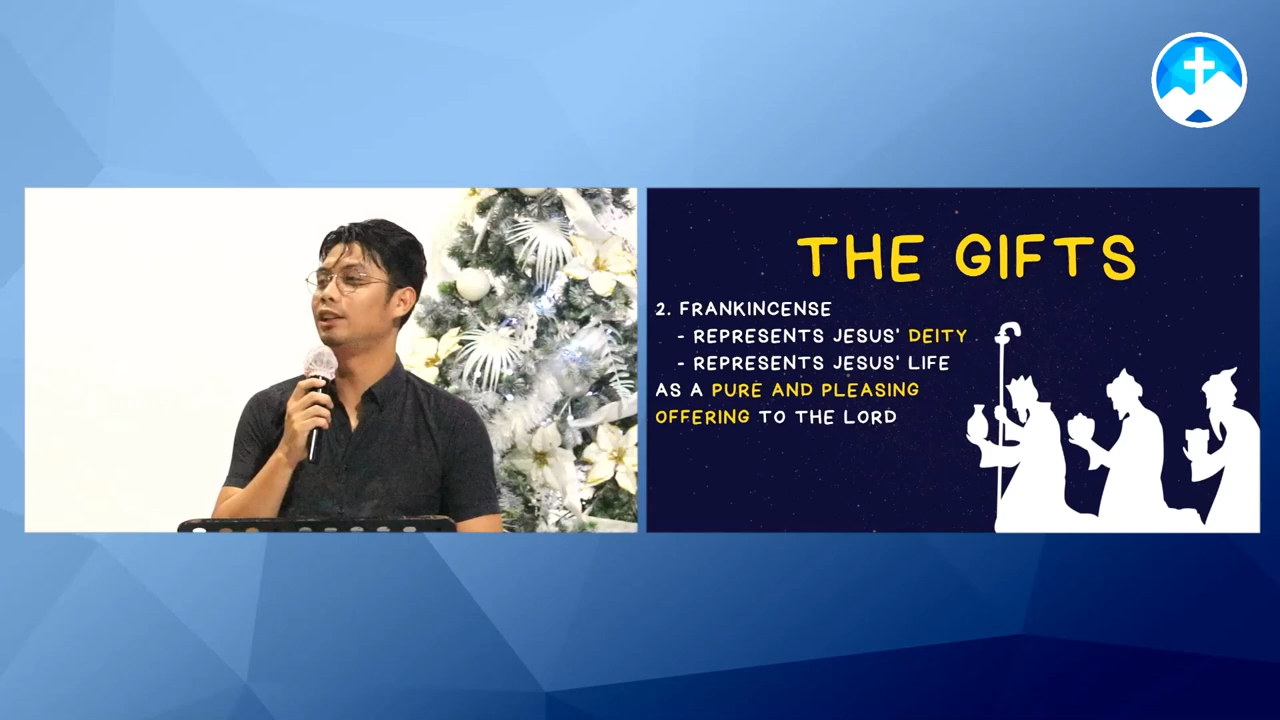 THE GIFTS
2. FRANKINCENSE
- REPRESENTS JESUS' DEITY
- REPRESENTS JESUS' LIFE
AS A PURE AND PLEASING
OFFERING TO THE LORD